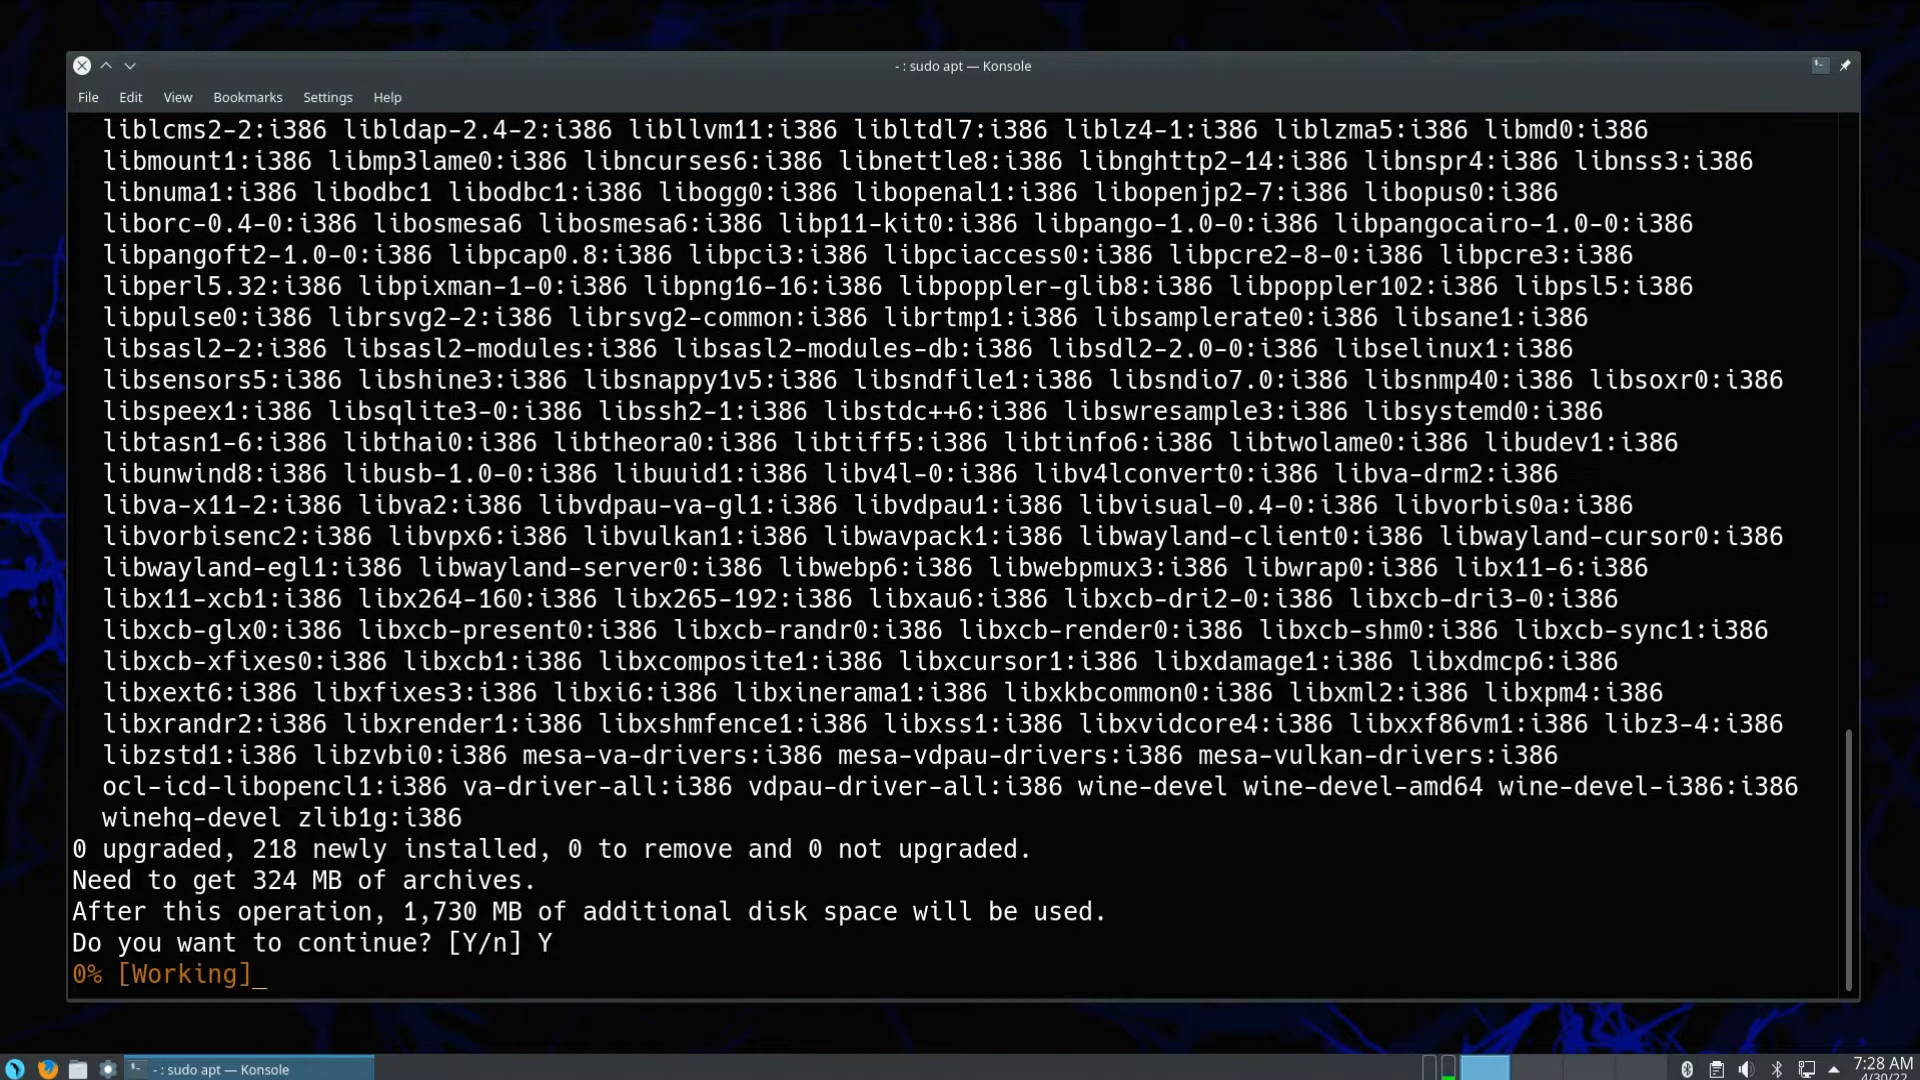 - : sudo apt — Konsole
File Edit View Bookmarks Settings Help
liblcms2-2:i386 libldap-2.4-2:i386 libllvm11:i386 libltdl7:i386 liblz4-1:i386 liblzma5:i386 libmd0:i386
libmount1:i386 libmp3lame0:i386 libncurses6:i386 libnettle8:i386 libnghttp2-14:i386 libnspr4:i386 libnss3:i386
libnuma1:i386 libodbc1 libodbc1:i386 libogg0:i386 libopenal1:i386 libopenjp2-7:i386 libopus0:i386
liborc-0.4-0:i386 libosmesa6 libosmesa6:i386 libp11-kit0:i386 libpango-1.0-0:i386 libpangocairo-1.0-0:i386
libpangoft2-1.0-0:i386 libpcap0.8:i386 libpci3:i386 libpciaccess0:i386 libpcre2-8-0:i386 libpcre3:i386
libperl5.32:i386 libpixman-1-0:i386 libpng16-16:i386 libpoppler-glib8:i386 libpoppler102:i386 libpsl5:i386
libpulse0:i386 librsvg2-2:i386 librsvg2-common:i386 librtmp1:i386 libsamplerate0:i386 libsane1:i386
libsasl2-2:i386 libsasl2-modules:i386 libsasl2-modules-db:i386 libsdl2-2.0-0:i386 libselinux1:i386
libsensors5:i386 libshine3:i386 libsnappy1v5:i386 libsndfile1:i386 libsndio7.0:i386 libsnmp40:i386 libsoxr0:i386
libspeex1:i386 libsqlite3-0:i386 libssh2-1:i386 libstdc++6:i386 libswresample3:i386 libsystemd0:i386
libtasn1-6:i386 libthai0:i386 libtheora0:i386 libtiff5:i386 libtinfo6:i386 libtwolame0:i386 libudev1:i386
libunwind8:i386 libusb-1.0-0:i386 libuuid1:i386 libv4l-0:i386 libv4lconvert0:i386 libva-drm2:i386
libva-x11-2:i386 libva2:i386 libvdpau-va-gl1:i386 libvdpau1:i386 libvisual-0.4-0:i386 libvorbis0a:i386
libvorbisenc2:i386 libvpx6:i386 libvulkan1:i386 libwavpack1:i386 libwayland-client0:i386 libwayland-cursor0:i386
libwayland-egl1:i386 libwayland-server0:i386 libwebp6:i386 libwebpmux3:i386 libwrap0:i386 libx11-6:i386
libx11-xcb1:i386 libx264-160:i386 libx265-192:i386 libxau6:i386 libxcb-dri2-0:i386 libxcb-dri3-0:i386
libxcb-glx0:i386 libxcb-present0:i386 libxcb-randr0:i386 libxcb-render0:i386 libxcb-shm0:i386 libxcb-sync1:i386
libxcb-xfixes0:i386 libxcb1:i386 libxcomposite1:i386 libxcursor1:i386 libxdamage1:i386 libxdmcp6:i386
libxext6:i386 libxfixes3:i386 libxi6:i386 libxinerama1:i386 libxkbcommon0:i386 libxml2:i386 libxpm4:i386
libxrandr2:i386 libxrender1:i386 libxshmfence1:i386 libxss1:i386 libxvidcore4:i386 libxxf86vm1:i386 libz3-4:i386
libzstd1:i386 libzvbi0:i386 mesa-va-drivers:i386 mesa-vdpau-drivers:i386 mesa-vulkan-drivers:i386
ocl-icd-libopencl1:i386 va-driver-all:i386 vdpau-driver-all:i386 wine-devel wine-devel-amd64 wine-devel-i386:i386
winehq-devel zlib1g:i386
0 upgraded, 218 newly installed, 0 to remove and 0 not upgraded.
Need to get 324 MB of archives.
After this operation, 1,730 MB of additional disk space will be used.
Do you want to continue? [Y/n] Y
0% [Working]_
- : sudo apt — Konsole
7:28 AM
4/30/22